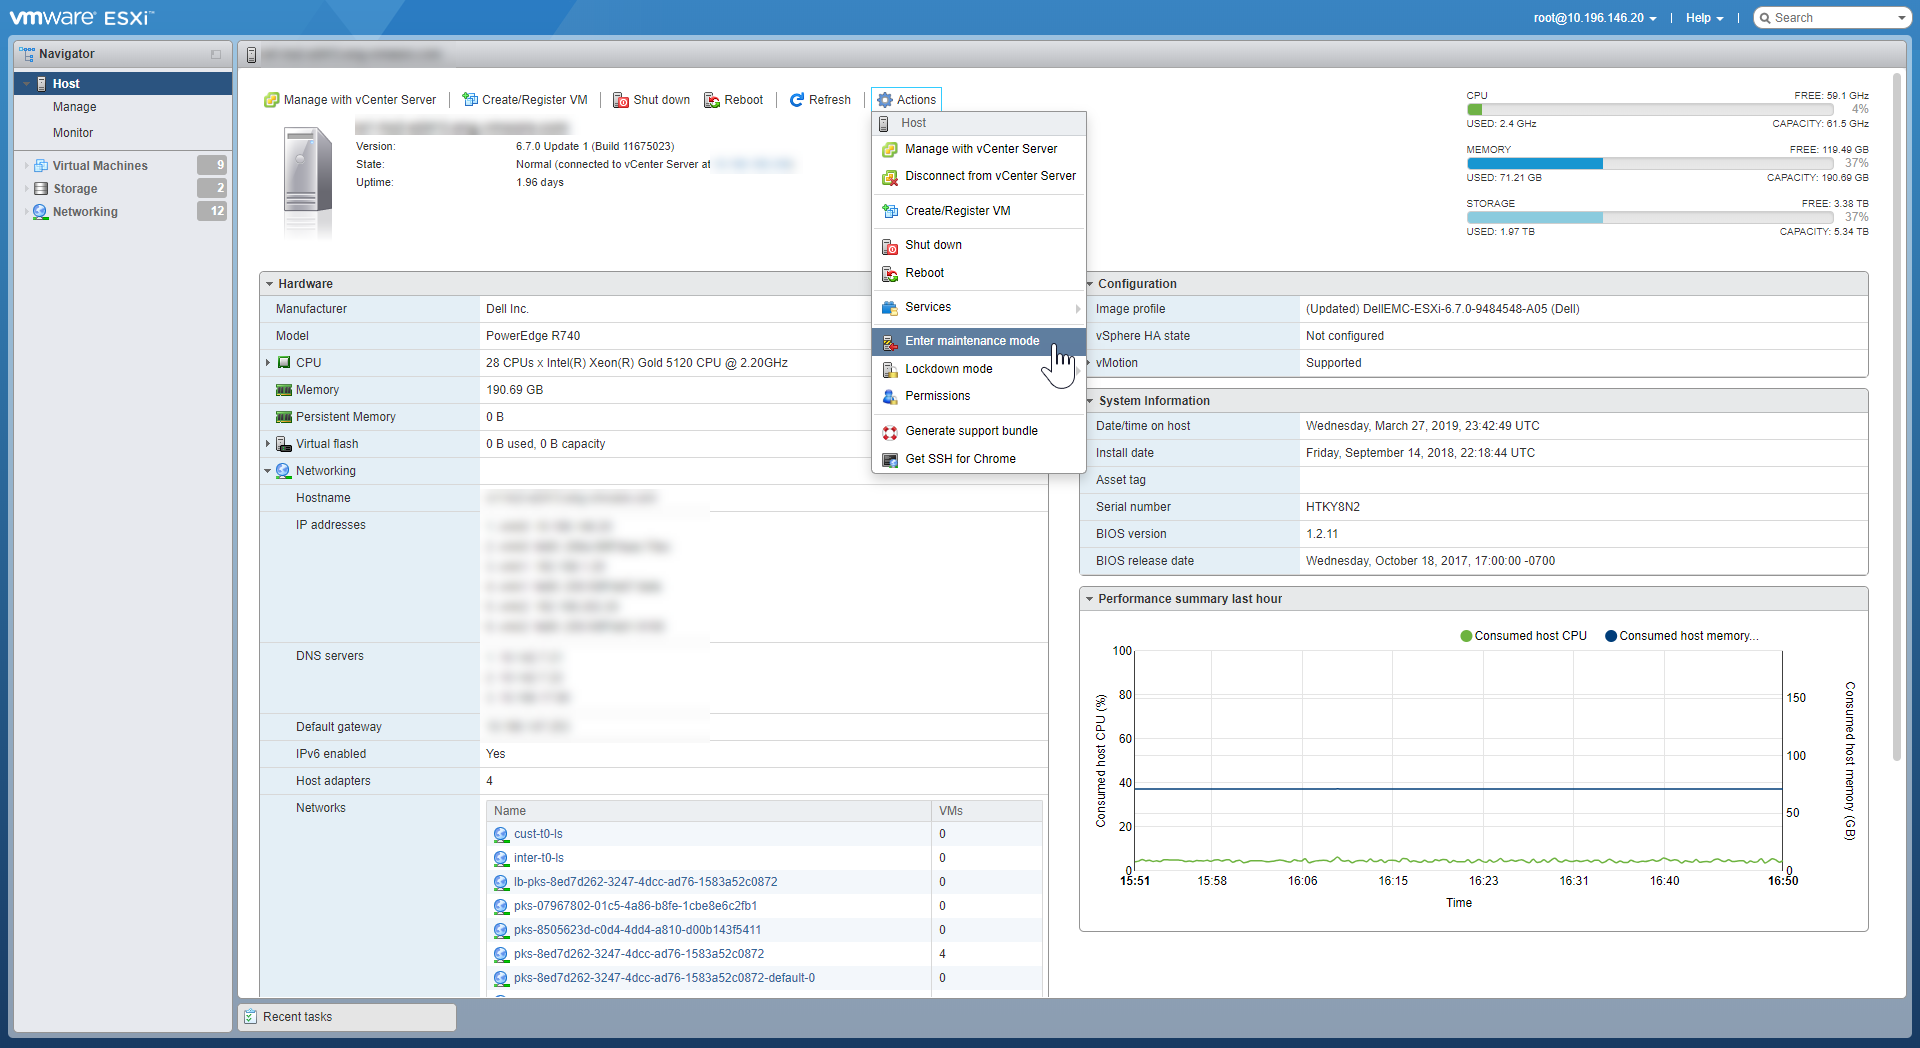 vmware ESXi™
root@10.196.146.20 | Help | Search
Navigator
Host
Manage
Monitor
Virtual Machines 9
Storage 2
Networking 12
Manage with vCenter Server | Create/Register VM | Shut down Reboot | Refresh | Actions
Version: 6.7.0 Update 1 (Build 11675023)
State: Normal (connected to vCenter Server at
Uptime: 1.96 days
Host
Manage with vCenter Server
Disconnect from vCenter Server
Create/Register VM
Shut down
Reboot
Services
Enter maintenance mode
Lockdown mode
Permissions
Generate support bundle
Get SSH for Chrome
CPU FREE: 59.1 GHz
4%
USED: 2.4 GHz CAPACITY: 61.5 GHz
MEMORY FREE: 119.49 GB
37%
USED: 71.21 GB CAPACITY: 190.69 GB
STORAGE FREE: 3.38 TB
37%
USED: 1.97 TB CAPACITY: 5.34 TB
Hardware
Manufacturer Dell Inc.
Model PowerEdge R740
CPU 28 CPUs x Intel(R) Xeon(R) Gold 5120 CPU @ 2.20GHz
Memory 190.69 GB
Persistent Memory 0 B
Virtual flash 0 B used, 0 B capacity
Networking
Hostname
IP addresses
DNS servers
Default gateway
IPv6 enabled Yes
Host adapters 4
Networks
Name VMs
cust-t0-ls 0
inter-t0-ls 0
lb-pks-8ed7d262-3247-4dcc-ad76-1583a52c0872 0
pks-07967802-01c5-4a86-b8fe-1cbe8e6c2fb1 0
pks-8505623d-c0d4-4dd4-a810-d00b143f5411 0
pks-8ed7d262-3247-4dcc-ad76-1583a52c0872 4
pks-8ed7d262-3247-4dcc-ad76-1583a52c0872-default-0 0
Configuration
Image profile (Updated) DellEMC-ESXi-6.7.0-9484548-A05 (Dell)
vSphere HA state Not configured
vMotion Supported
System Information
Date/time on host Wednesday, March 27, 2019, 23:42:49 UTC
Install date Friday, September 14, 2018, 22:18:44 UTC
Asset tag
Serial number HTKY8N2
BIOS version 1.2.11
BIOS release date Wednesday, October 18, 2017, 17:00:00 -0700
Performance summary last hour
Consumed host CPU Consumed host memory...
Consumed host CPU (%)
100
80
60
40
20
0
150
100
50
0
Consumed host memory (GB)
15:51 15:58 16:06 16:15 16:23 16:31 16:40 16:50
Time
Recent tasks